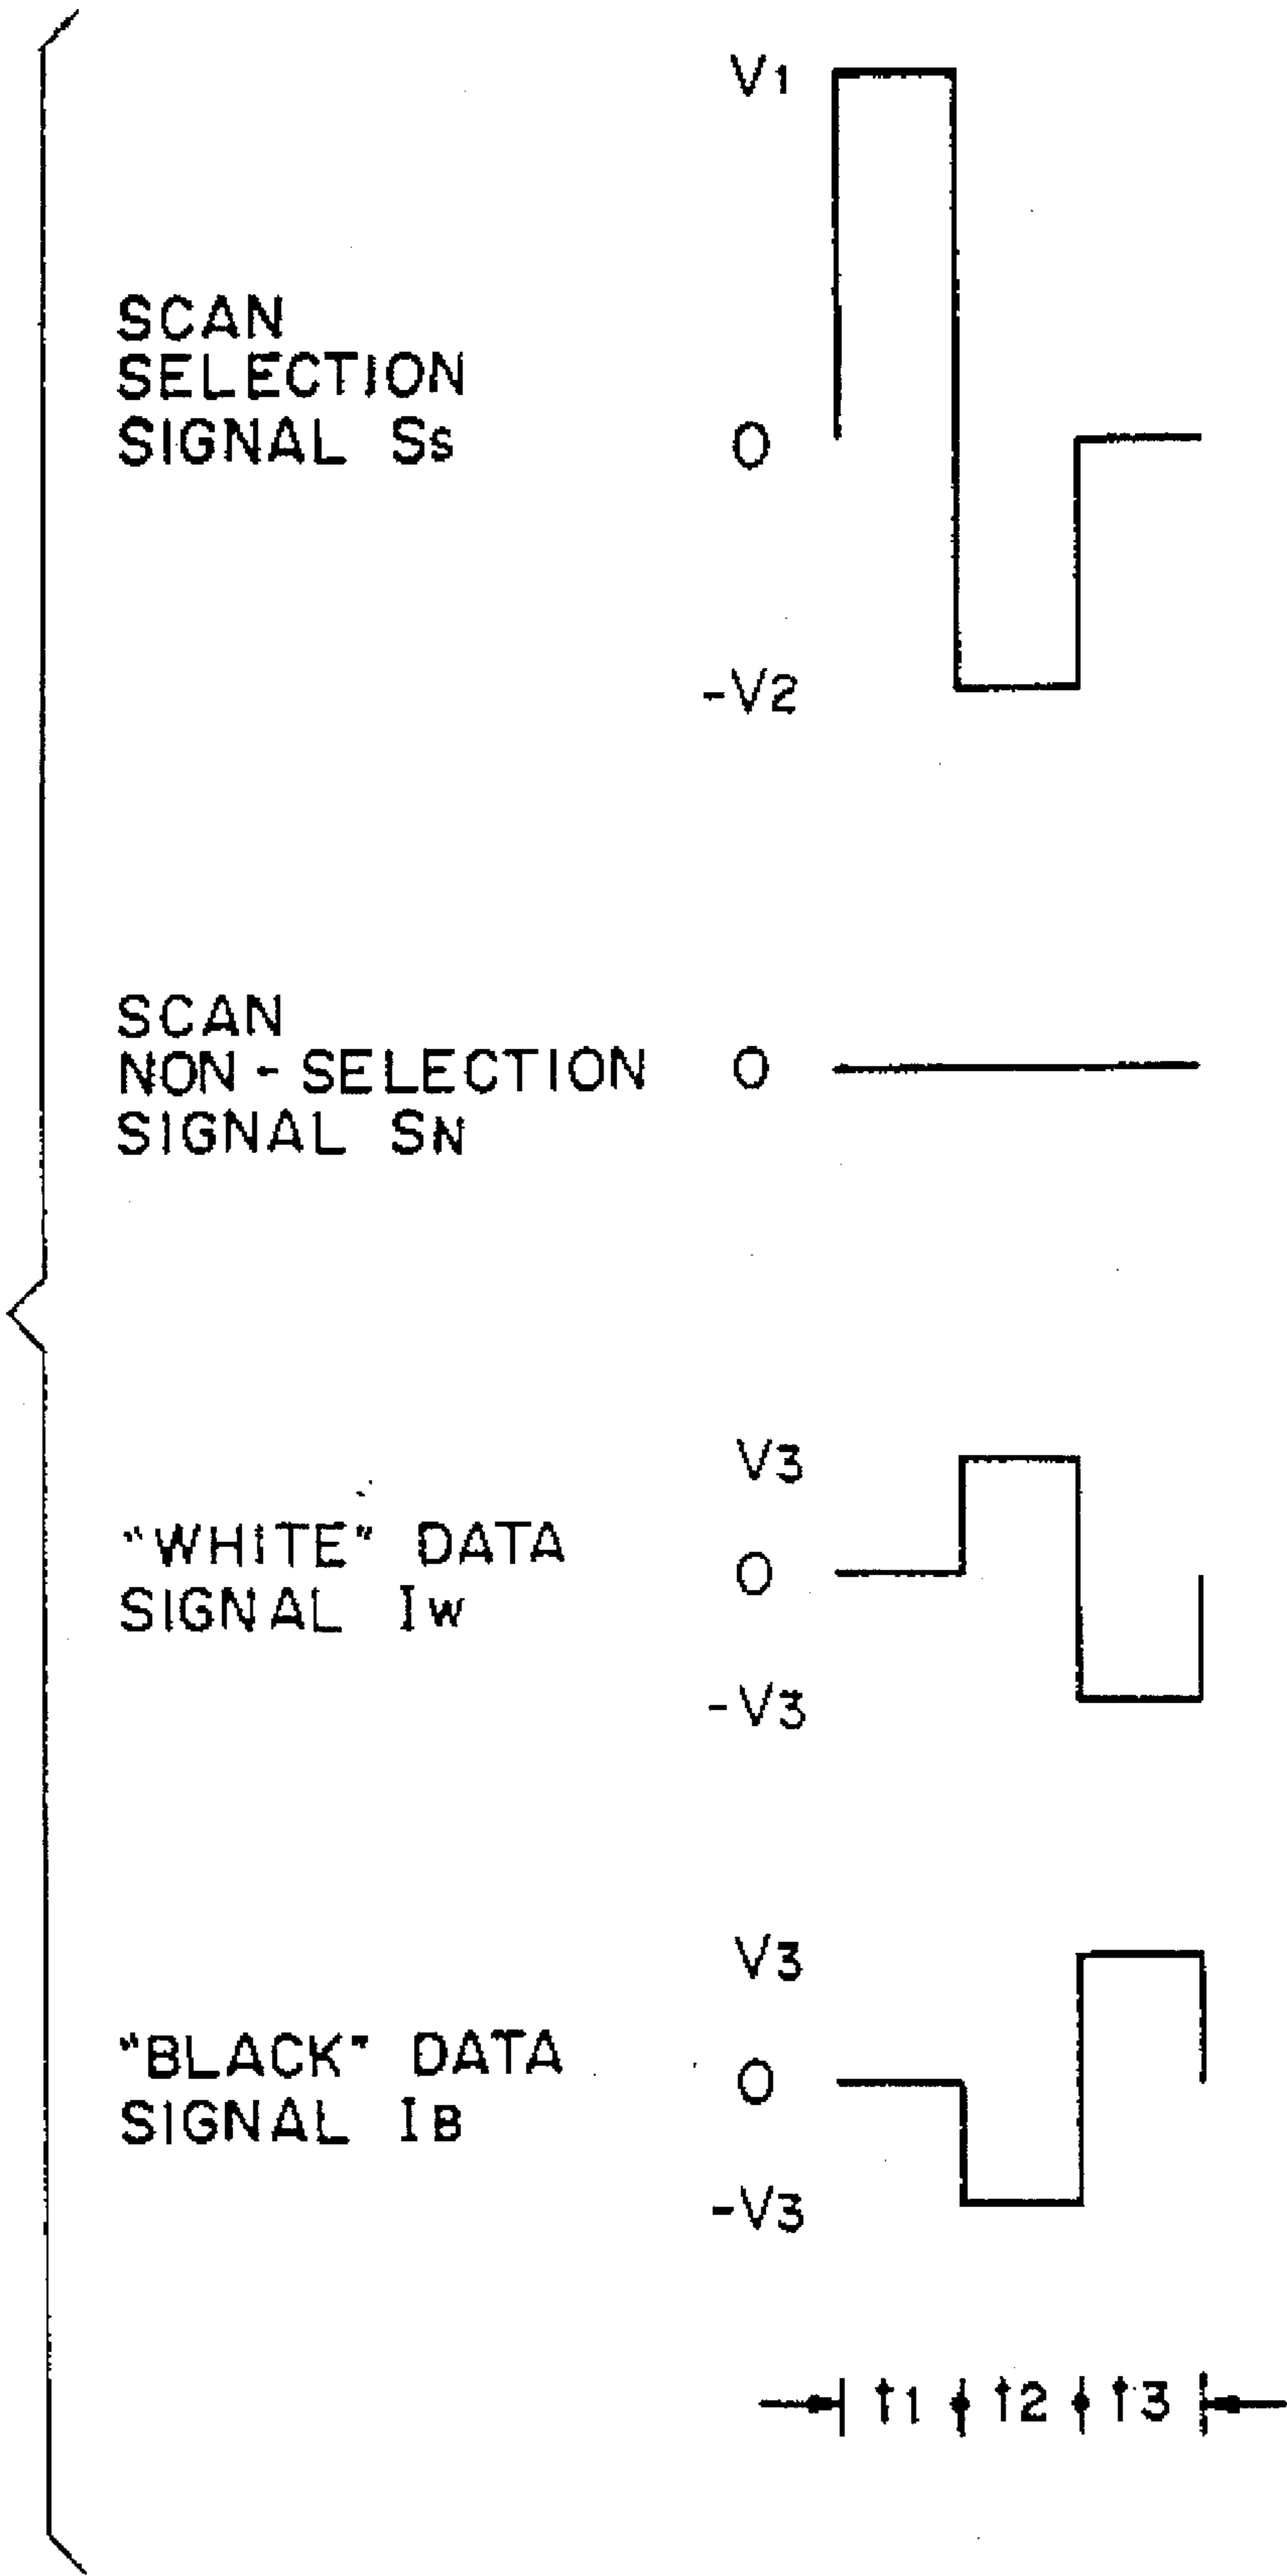 V1
SCAN
SELECTION
SIGNAL Ss
0
-V2
SCAN
NON-SELECTION
SIGNAL SN
0
V3
"WHITE" DATA
SIGNAL Iw
0
-V3
V3
"BLACK" DATA
SIGNAL IB
0
-V3
t1 t2 t3